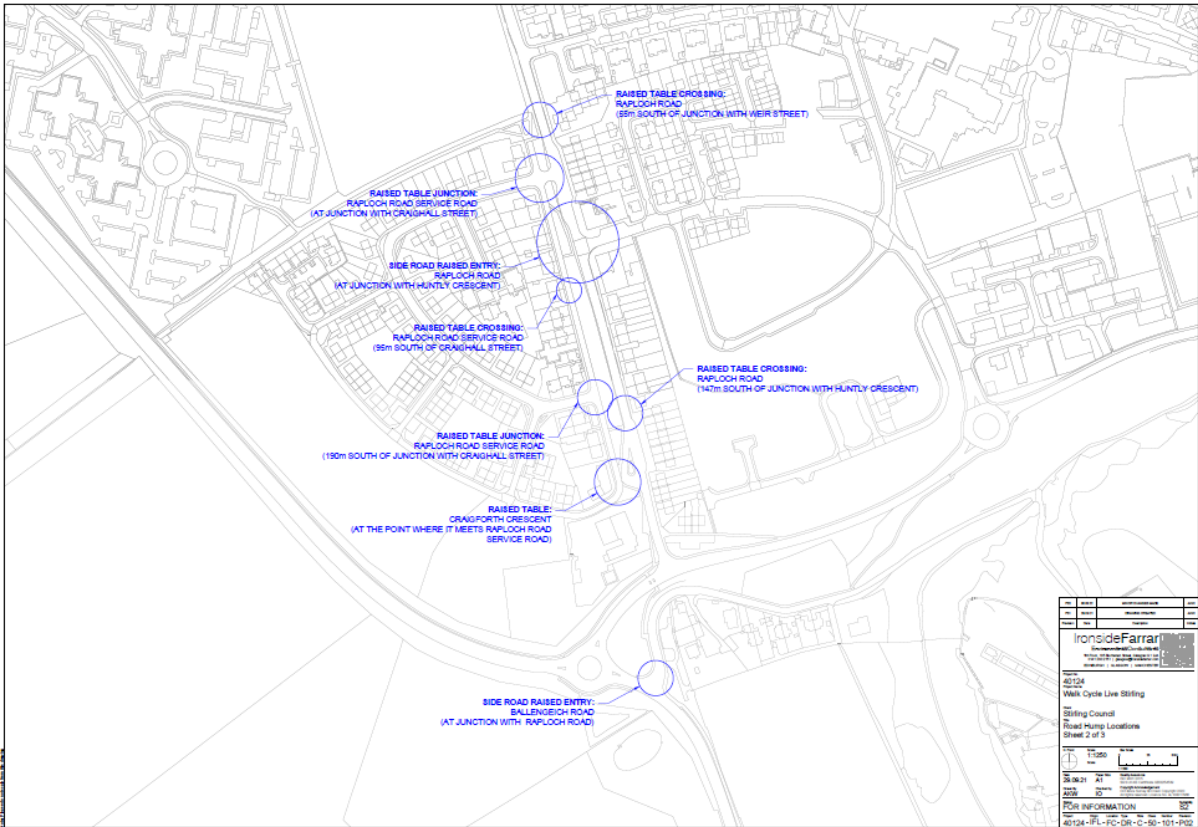 RAISED TABLE CROSSING:
RAPLOCH ROAD
(55m SOUTH OF JUNCTION WITH WEIR STREET)
RAISED TABLE JUNCTION:
RAPLOCH ROAD SERVICE ROAD
(AT JUNCTION WITH CRAIGHALL STREET)
SIDE ROAD RAISED ENTRY:
RAPLOCH ROAD
(AT JUNCTION WITH HUNTLY CRESCENT)
RAISED TABLE CROSSING:
RAPLOCH ROAD SERVICE ROAD
(95m SOUTH OF CRAIGHALL STREET)
RAISED TABLE CROSSING:
RAPLOCH ROAD
(147m SOUTH OF JUNCTION WITH HUNTLY CRESCENT)
RAISED TABLE JUNCTION:
RAPLOCH ROAD SERVICE ROAD
(190m SOUTH OF JUNCTION WITH CRAIGHALL STREET)
RAISED TABLE:
CRAIGFORTH CRESCENT
(AT THE POINT WHERE IT MEETS RAPLOCH ROAD
SERVICE ROAD)
SIDE ROAD RAISED ENTRY:
BALLENGEICH ROAD
(AT JUNCTION WITH RAPLOCH ROAD)
IronsideFarrar
40124
Walk Cycle Live Stirling
Stirling Council
Road Hump Locations
Sheet 2 of 3
1:1250
28.09.21 A1
AKW IO
FOR INFORMATION S2
40124-IFL-FC-DR-C-50-101-P02